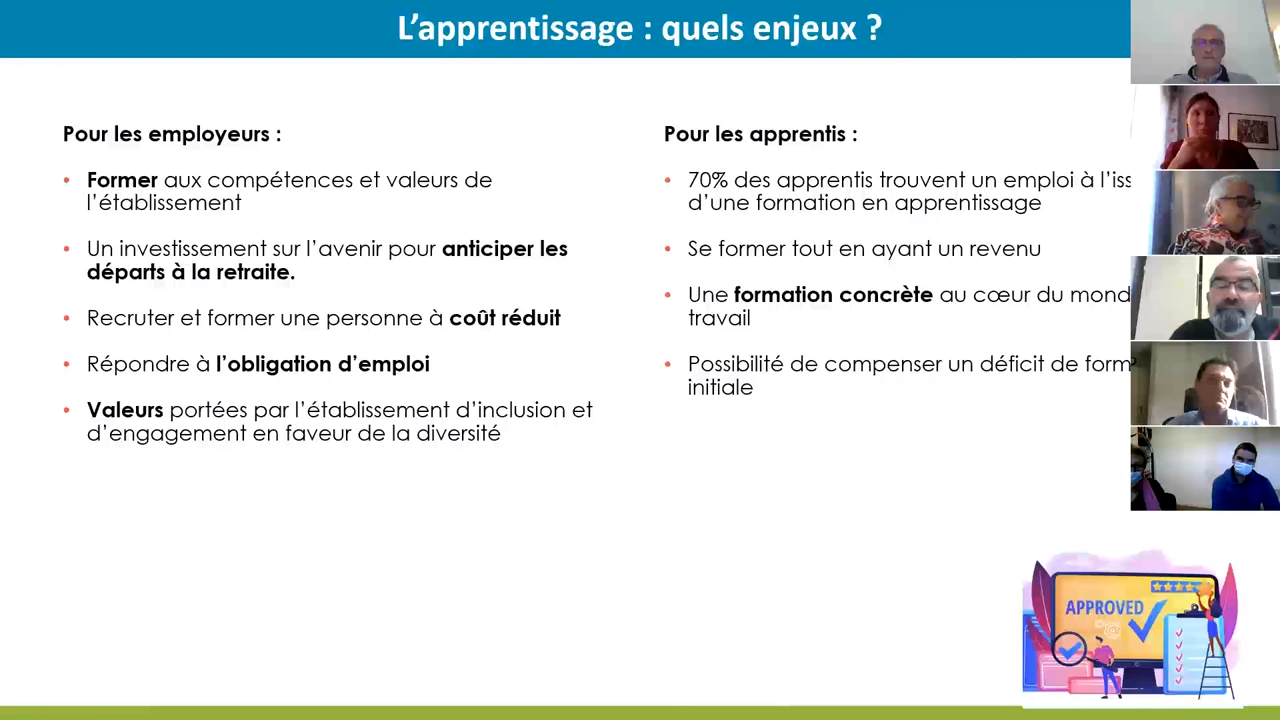 L'apprentissage : quels enjeux ?
Pour les employeurs :
• Former aux compétences et valeurs de
l'établissement
• Un investissement sur l'avenir pour anticiper les
départs à la retraite.
• Recruter et former une personne à coût réduit
• Répondre à l'obligation d'emploi
• Valeurs portées par l'établissement d'inclusion et
d'engagement en faveur de la diversité
Pour les apprentis :
• 70% des apprentis trouvent un emploi à l'iss
d'une formation en apprentissage
• Se former tout en ayant un revenu
• Une formation concrète au cœur du mond
travail
• Possibilité de compenser un déficit de form
initiale
APPROVED